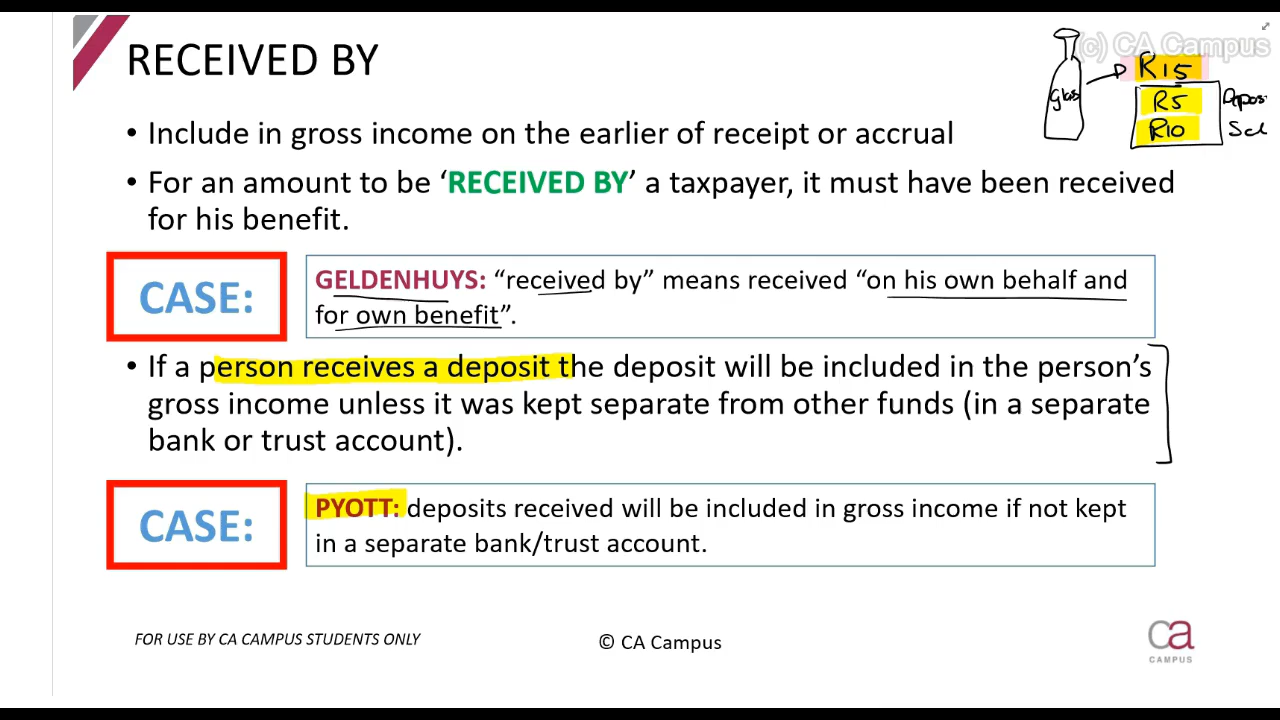 (c) CA Campus
RECEIVED BY
Glass
R15
R5
R10
• Include in gross income on the earlier of receipt or accrual
• For an amount to be ‘RECEIVED BY’ a taxpayer, it must have been received
for his benefit.
CASE:
GELDENHUYS: “received by” means received “on his own behalf and
for own benefit”.
• If a person receives a deposit the deposit will be included in the person’s
gross income unless it was kept separate from other funds (in a separate
bank or trust account).
CASE:
PYOTT: deposits received will be included in gross income if not kept
in a separate bank/trust account.
FOR USE BY CA CAMPUS STUDENTS ONLY
© CA Campus
ca
CAMPUS